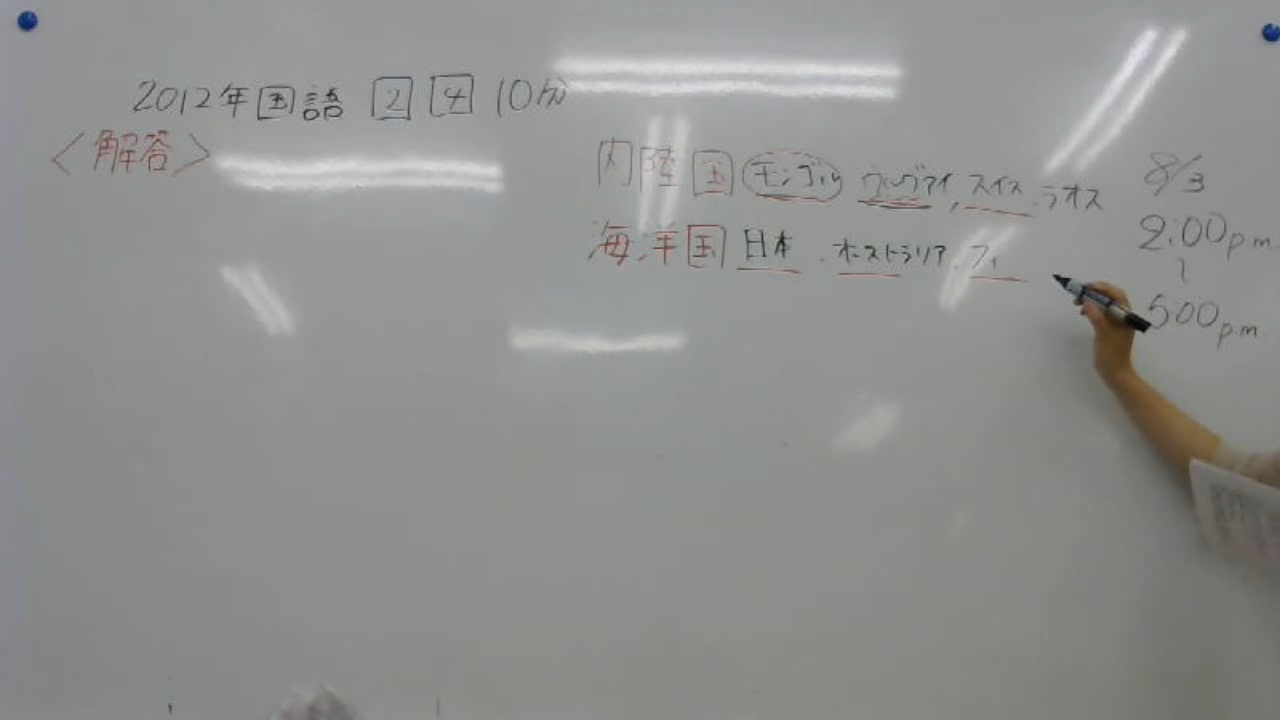 2012年国語 2 4 10分
<解答>
内陸国 モンゴル ウルグアイ, スイス.ラオス
海洋国 日本 . オーストラリア. フィ
8/3
2:00pm
~
5:00pm